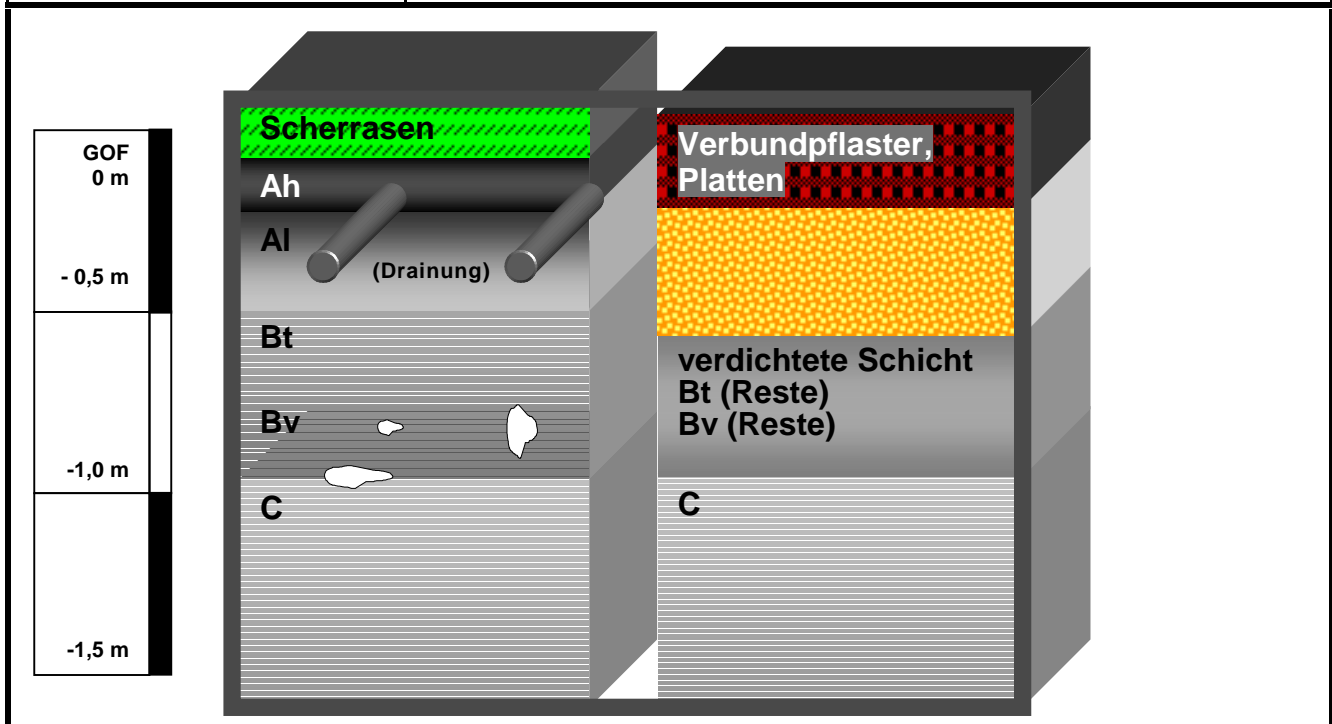 GOF
0 m
- 0,5 m
-1,0 m
-1,5 m
Scherrasen
Ah
Al
(Drainung)
Bt
Bv
C
Verbundpflaster,
Platten
verdichtete Schicht
Bt (Reste)
Bv (Reste)
C